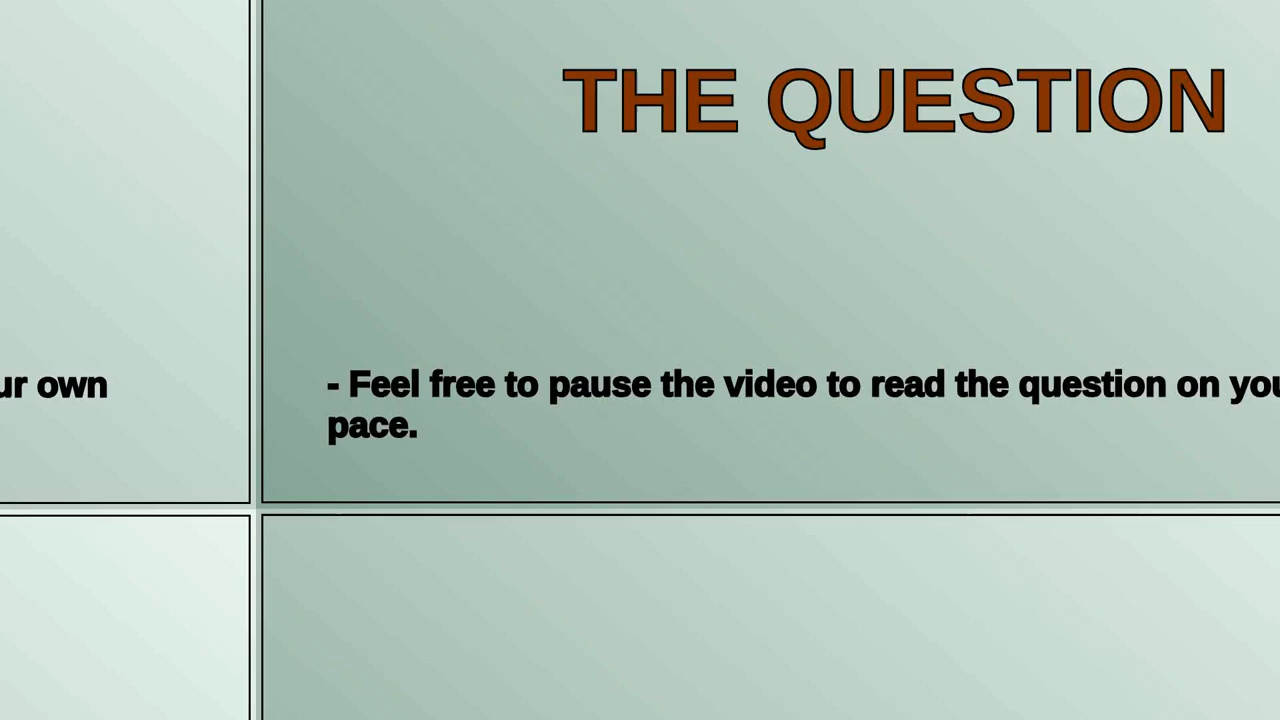 THE QUESTION
ur own
- Feel free to pause the video to read the question on you
pace.